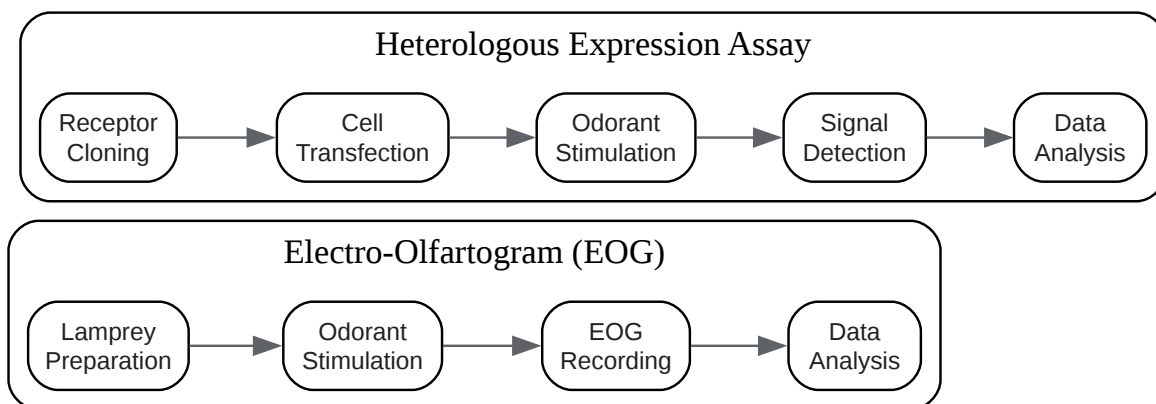 Heterologous Expression Assay
Receptor
Cloning
Cell
Transfection
Odorant
Stimulation
Signal
Detection
Data
Analysis
Electro-Olfartogram (EOG)
Lamprey
Preparation
Odorant
Stimulation
EOG
Recording
Data
Analysis